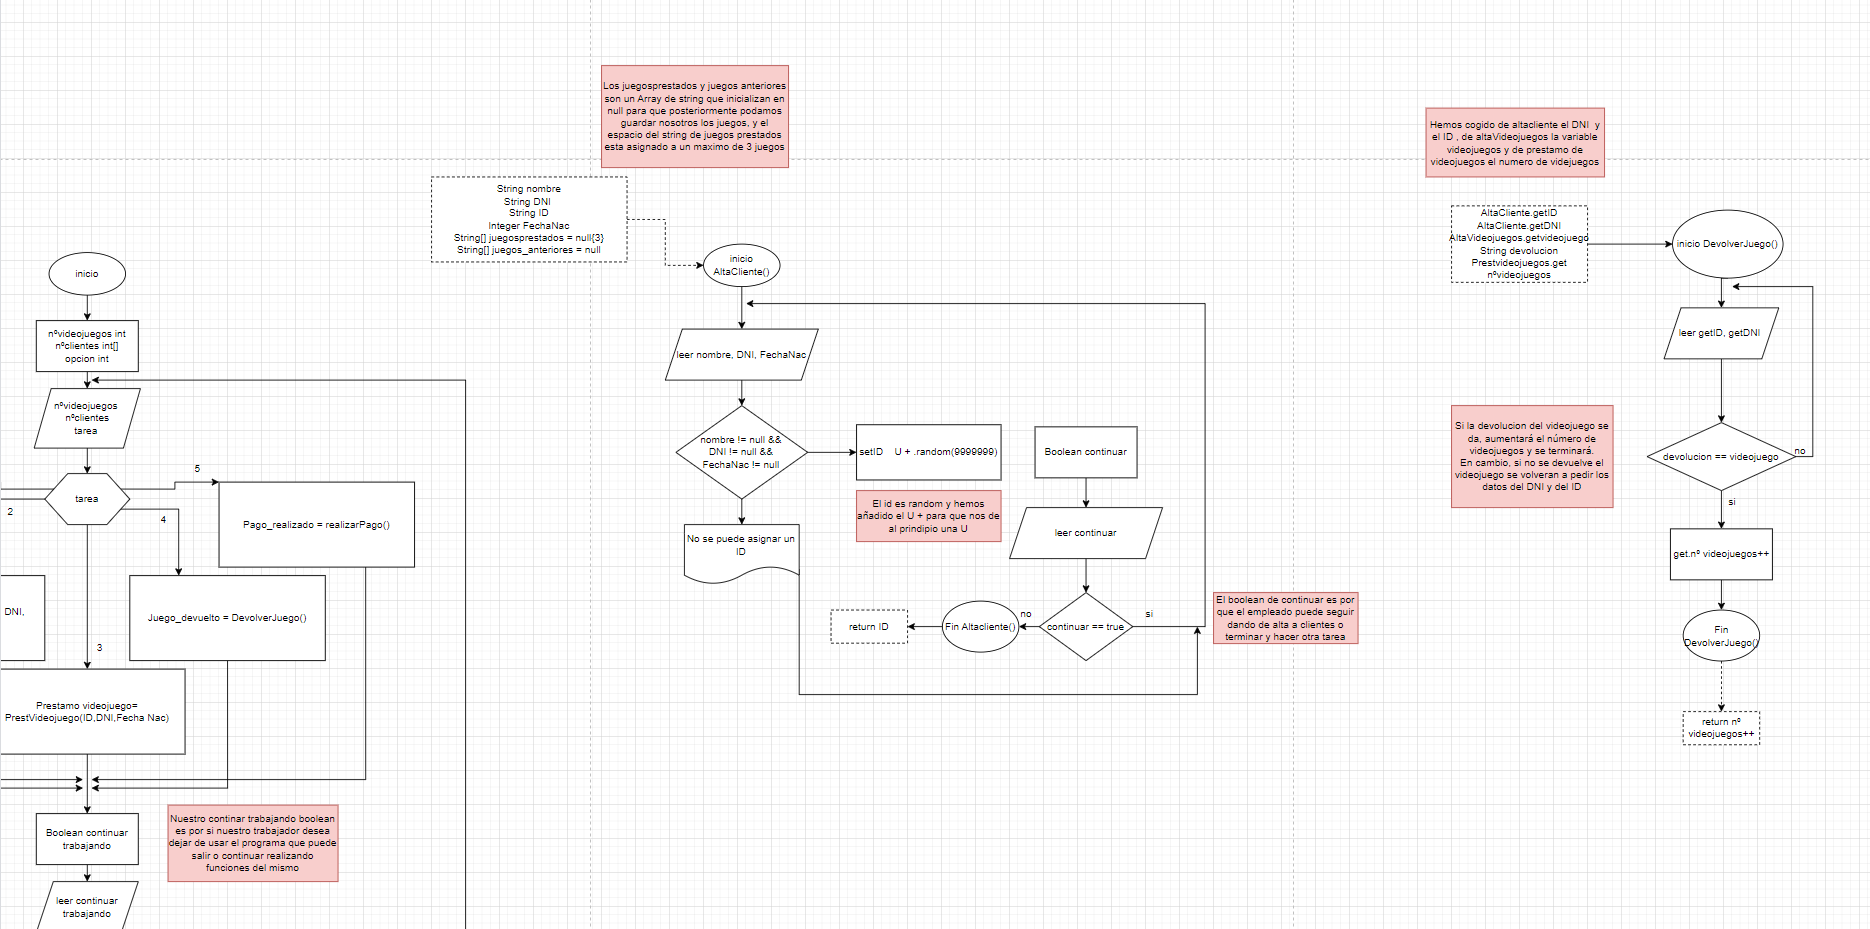 inicio
nºvideojuegos int
nºclientes int[]
opcion int
nºvideojuegos
nºclientes
tarea
tarea
2
5
4
3
Pago_realizado = realizarPago()
DNI,
Juego_devuelto = DevolverJuego()
Prestamo videojuego=
PrestVideojuego(ID,DNI,Fecha Nac)
Boolean continuar
trabajando
leer continuar
trabajando
Nuestro continar trabajando boolean
es por si nuestro trabajador desea
dejar de usar el programa que puede
salir o continuar realizando
funciones del mismo
Los juegosprestados y juegos anteriores
son un Array de string que inicializan en
null para que posteriormente podamos
guardar nosotros los juegos, y el
espacio del string de juegos prestados
esta asignado a un maximo de 3 juegos
String nombre
String DNI
String ID
Integer FechaNac
String[] juegosprestados = null{3}
String[] juegos_anteriores = null
inicio
AltaCliente()
leer nombre, DNI, FechaNac
nombre != null &&
DNI != null &&
FechaNac != null
setID U + .random(9999999)
El id es random y hemos
añadido el U + para que nos de
al prindipio una U
No se puede asignar un
ID
Boolean continuar
leer continuar
continuar == true
no
si
Fin Altacliente()
return ID
El boolean de continuar es por
que el empleado puede seguir
dando de alta a clientes o
terminar y hacer otra tarea
Hemos cogido de altacliente el DNI y
el ID , de altaVideojuegos la variable
videojuegos y de prestamo de
videojuegos el numero de videjuegos
AltaCliente.getID
AltaCliente.getDNI
AltaVideojuegos.getvideojuego
String devolucion
Prestvideojuegos.get
nºvideojuegos
inicio DevolverJuego()
leer getID, getDNI
Si la devolucion del videojuego se
da, aumentará el número de
videojuegos y se terminará.
En cambio, si no se devuelve el
videojuego se volveran a pedir los
datos del DNI y del ID
devolucion == videojuego
no
si
get.nº videojuegos++
Fin
DevolverJuego()
return nº
videojuegos++